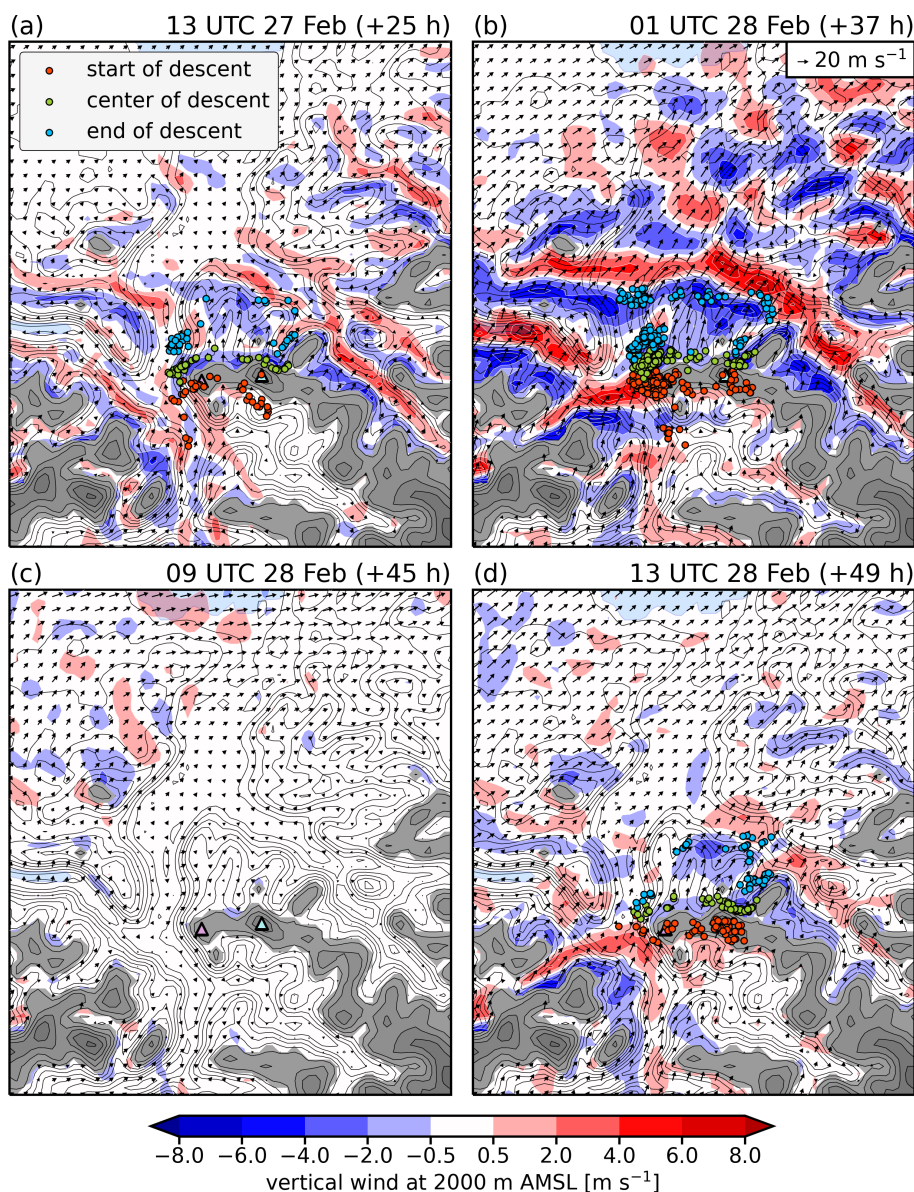 (a) 13 UTC 27 Feb (+25 h)
start of descent
center of descent
end of descent
(b) 01 UTC 28 Feb (+37 h)
20 m s⁻¹
(c) 09 UTC 28 Feb (+45 h)
(d) 13 UTC 28 Feb (+49 h)
−8.0 −6.0 −4.0 −2.0 −0.5 0.5 2.0 4.0 6.0 8.0
vertical wind at 2000 m AMSL [m s⁻¹]